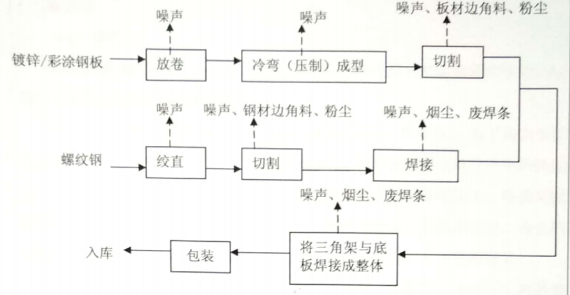 噪声
噪声
噪声、板材边角料、粉尘
镀锌/彩涂钢板
放卷
冷弯（压制）成型
切割
噪声
噪声、钢材边角料、粉尘
噪声、烟尘、废焊条
螺纹钢
绞直
切割
焊接
噪声、烟尘、废焊条
入库
包装
将三角架与底
板焊接成整体